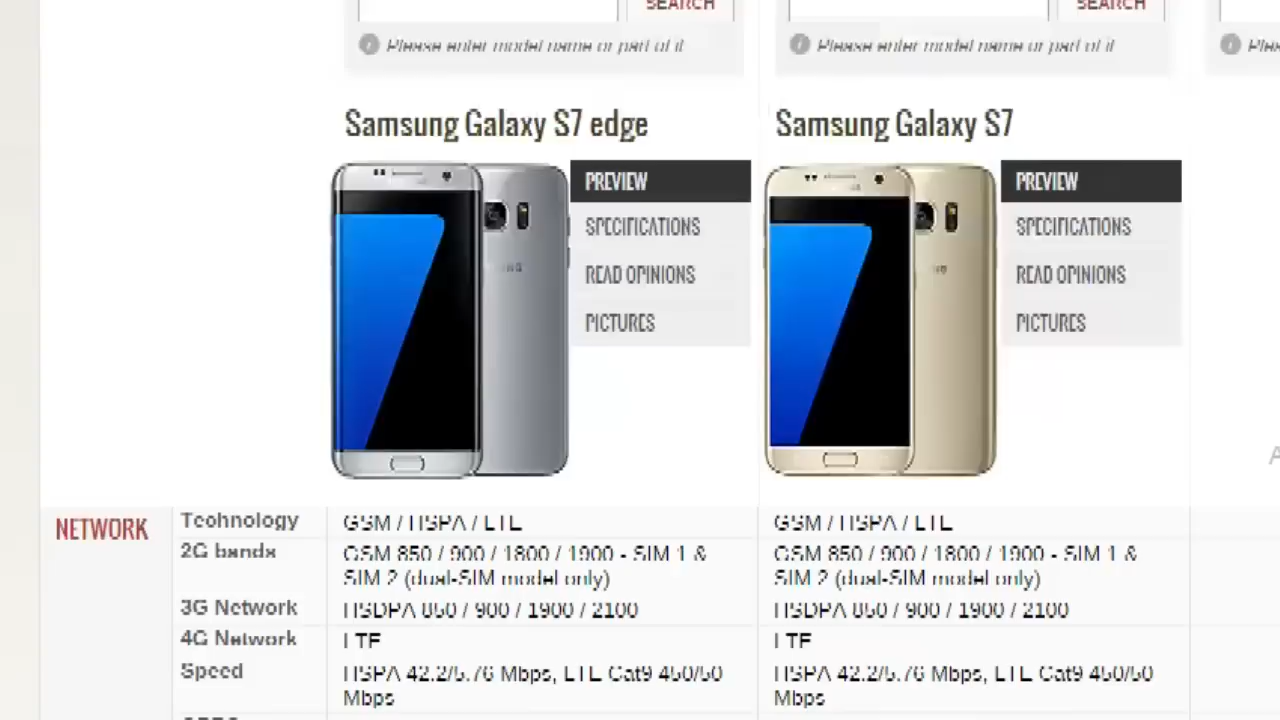 SEARCH SEARCH
Please enter model name or part of it Please enter model name or part of it
Samsung Galaxy S7 edge Samsung Galaxy S7
PREVIEW PREVIEW
SPECIFICATIONS SPECIFICATIONS
READ OPINIONS READ OPINIONS
PICTURES PICTURES
NETWORK Technology GSM / HSPA / LTE GSM / HSPA / LTE
2G bands GSM 850 / 900 / 1800 / 1900 - SIM 1 & GSM 850 / 900 / 1800 / 1900 - SIM 1 &
SIM 2 (dual-SIM model only) SIM 2 (dual-SIM model only)
3G Network HSDPA 850 / 900 / 1900 / 2100 HSDPA 850 / 900 / 1900 / 2100
4G Network LTE LTE
Speed HSPA 42.2/5.76 Mbps, LTE Cat9 450/50 HSPA 42.2/5.76 Mbps, LTE Cat9 450/50
Mbps Mbps